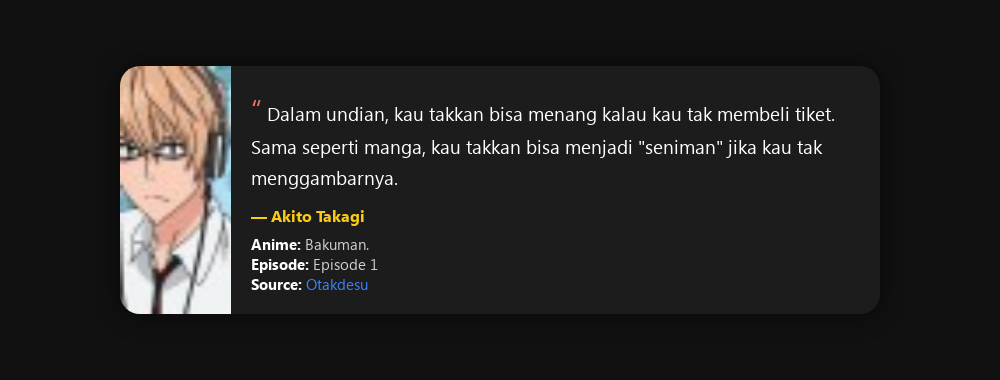 “ Dalam undian, kau takkan bisa menang kalau kau tak membeli tiket.
Sama seperti manga, kau takkan bisa menjadi "seniman" jika kau tak
menggambarnya.
— Akito Takagi
Anime: Bakuman.
Episode: Episode 1
Source: Otakdesu